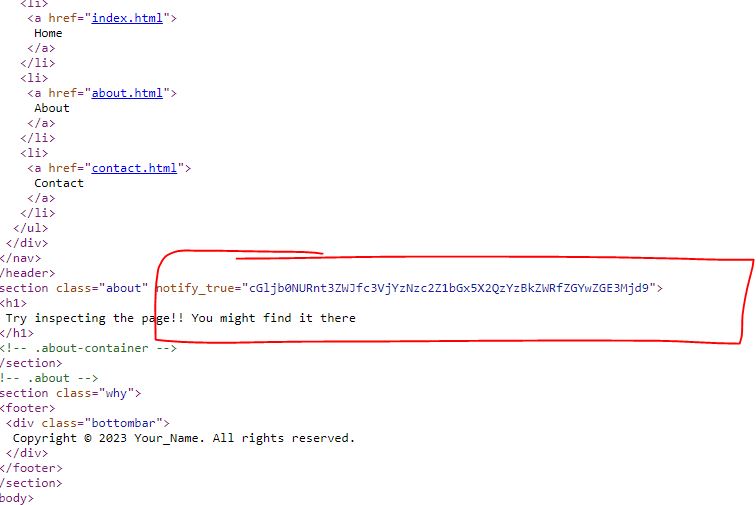 <li>
<a href="index.html">
Home
</a>
</li>
<li>
<a href="about.html">
About
</a>
</li>
<li>
<a href="contact.html">
Contact
</a>
</li>
</ul>
</div>
</nav>
/header>
section class="about" notify_true="cGljb0NURnt3ZWJfc3VjYzNzc2Z1bGx5X2QzYzBkZWRfZGYwZGE3Mjd9">
<h1>
Try inspecting the page!! You might find it there
</h1>
<!-- .about-container -->
/section>
!-- .about -->
section class="why">
<footer>
<div class="bottombar">
Copyright © 2023 Your_Name. All rights reserved.
</div>
</footer>
/section>
body>